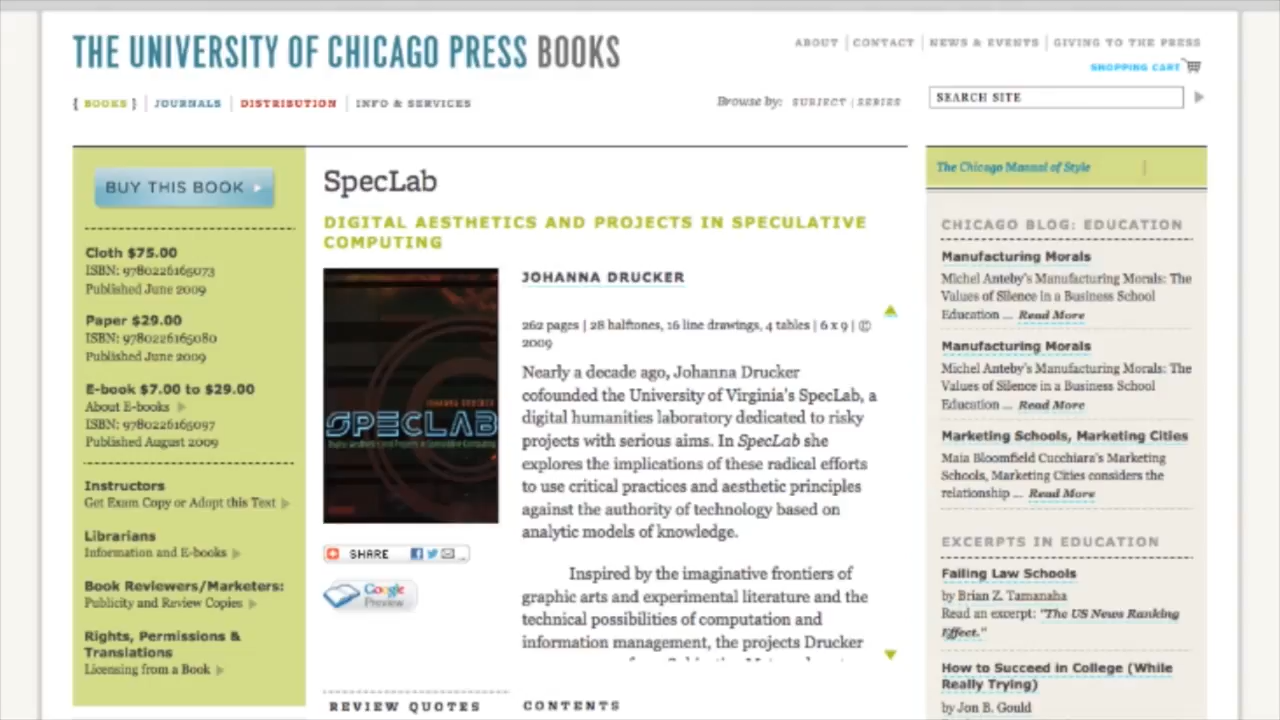 THE UNIVERSITY OF CHICAGO PRESS BOOKS
ABOUT | CONTACT | NEWS & EVENTS | GIVING TO THE PRESS
SHOPPING CART
{ BOOKS } | JOURNALS | DISTRIBUTION | INFO & SERVICES
Browse by: SUBJECT | SERIES
SEARCH SITE
BUY THIS BOOK
Cloth $75.00
ISBN: 9780226165073
Published June 2009
Paper $29.00
ISBN: 9780226165080
Published June 2009
E-book $7.00 to $29.00
About E-books
ISBN: 9780226165097
Published August 2009
Instructors
Get Exam Copy or Adopt this Text
Librarians
Information and E-books
Book Reviewers/Marketers:
Publicity and Review Copies
Rights, Permissions &
Translations
Licensing from a Book
SpecLab
DIGITAL AESTHETICS AND PROJECTS IN SPECULATIVE
COMPUTING
JOHANNA DRUCKER
SPECLAB
Digital Aesthetics and Projects in Speculative Computing
SHARE
Google
Preview
JOHANNA DRUCKER
262 pages | 28 halftones, 16 line drawings, 4 tables | 6 x 9 | ©
2009
Nearly a decade ago, Johanna Drucker
cofounded the University of Virginia's SpecLab, a
digital humanities laboratory dedicated to risky
projects with serious aims. In SpecLab she
explores the implications of these radical efforts
to use critical practices and aesthetic principles
against the authority of technology based on
analytic models of knowledge.
Inspired by the imaginative frontiers of
graphic arts and experimental literature and the
technical possibilities of computation and
information management, the projects Drucker
REVIEW QUOTES
CONTENTS
The Chicago Manual of Style |
CHICAGO BLOG: EDUCATION
Manufacturing Morals
Michel Anteby's Manufacturing Morals: The
Values of Silence in a Business School
Education ... Read More
Manufacturing Morals
Michel Anteby's Manufacturing Morals: The
Values of Silence in a Business School
Education ... Read More
Marketing Schools, Marketing Cities
Maia Bloomfield Cucchiara's Marketing
Schools, Marketing Cities considers the
relationship ... Read More
EXCERPTS IN EDUCATION
Failing Law Schools
by Brian Z. Tamanaha
Read an excerpt: "The US News Ranking
Effect."
How to Succeed in College (While
Really Trying)
by Jon B. Gould